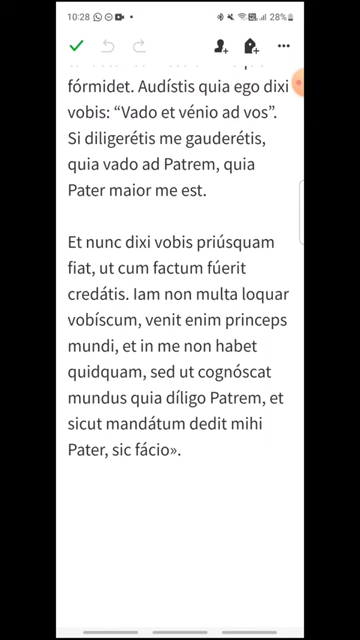 10:28
28%
fórmidet. Audístis quia ego dixi
vobis: “Vado et vénio ad vos”.
Si diligerétis me gauderétis,
quia vado ad Patrem, quia
Pater maior me est.
Et nunc dixi vobis priúsquam
fiat, ut cum factum fúerit
credátis. Iam non multa loquar
vobíscum, venit enim princeps
mundi, et in me non habet
quidquam, sed ut cognóscat
mundus quia díligo Patrem, et
sicut mandátum dedit mihi
Pater, sic fácio».